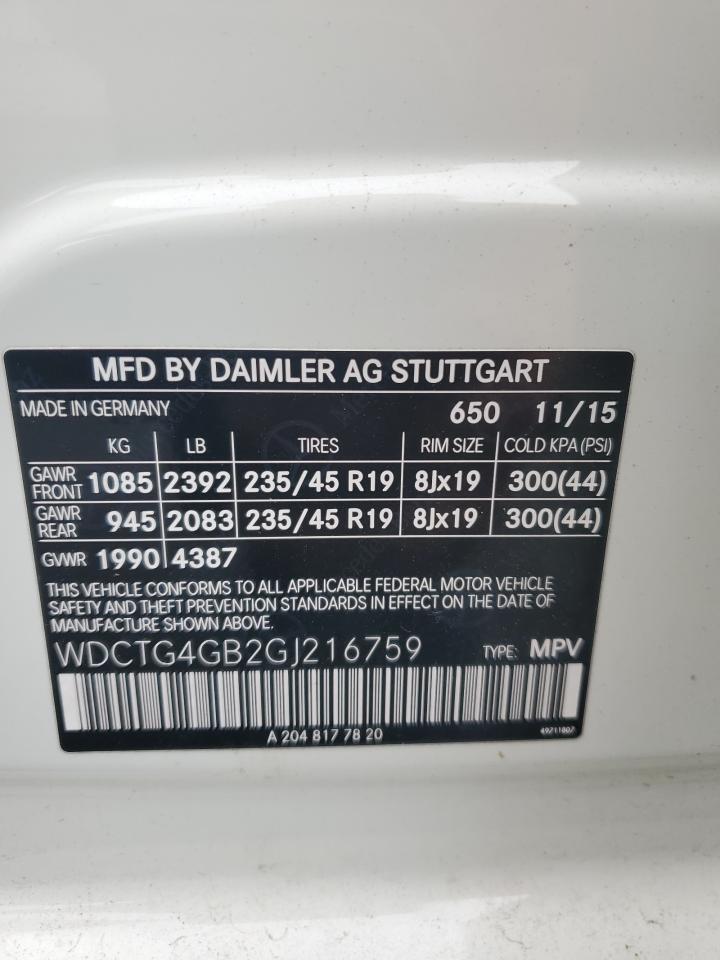 MFD BY DAIMLER AG STUTTGART
MADE IN GERMANY 650 11/15
KG LB TIRES RIM SIZE COLD KPA (PSI)
GAWR FRONT 1085 2392 235/45 R19 8Jx19 300(44)
GAWR REAR 945 2083 235/45 R19 8Jx19 300(44)
GVWR 1990 4387
THIS VEHICLE CONFORMS TO ALL APPLICABLE FEDERAL MOTOR VEHICLE
SAFETY AND THEFT PREVENTION STANDARDS IN EFFECT ON THE DATE OF
MANUFACTURE SHOWN ABOVE.
WDCTG4GB2GJ216759 TYPE: MPV
A 204 817 78 20 49711807